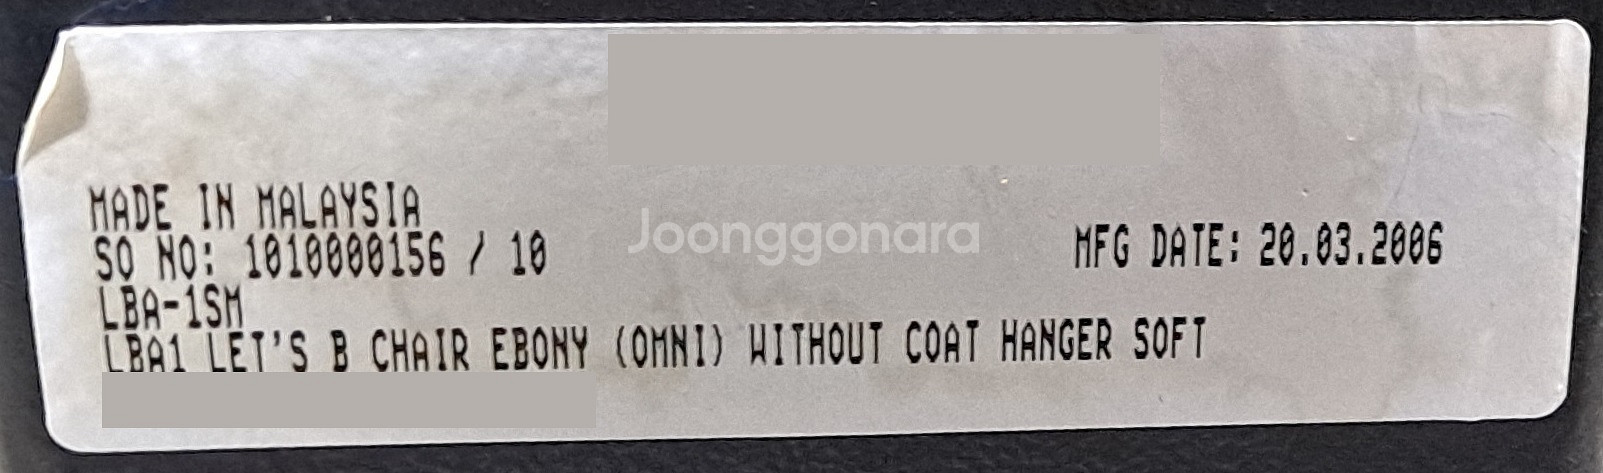 MADE IN MALAYSIA
SO NO: 1010000156 / 10
MFG DATE: 20.03.2006
LBA-1SM
LBA1 LET'S B CHAIR EBONY (OMNI) WITHOUT COAT HANGER SOFT
Joonggonara